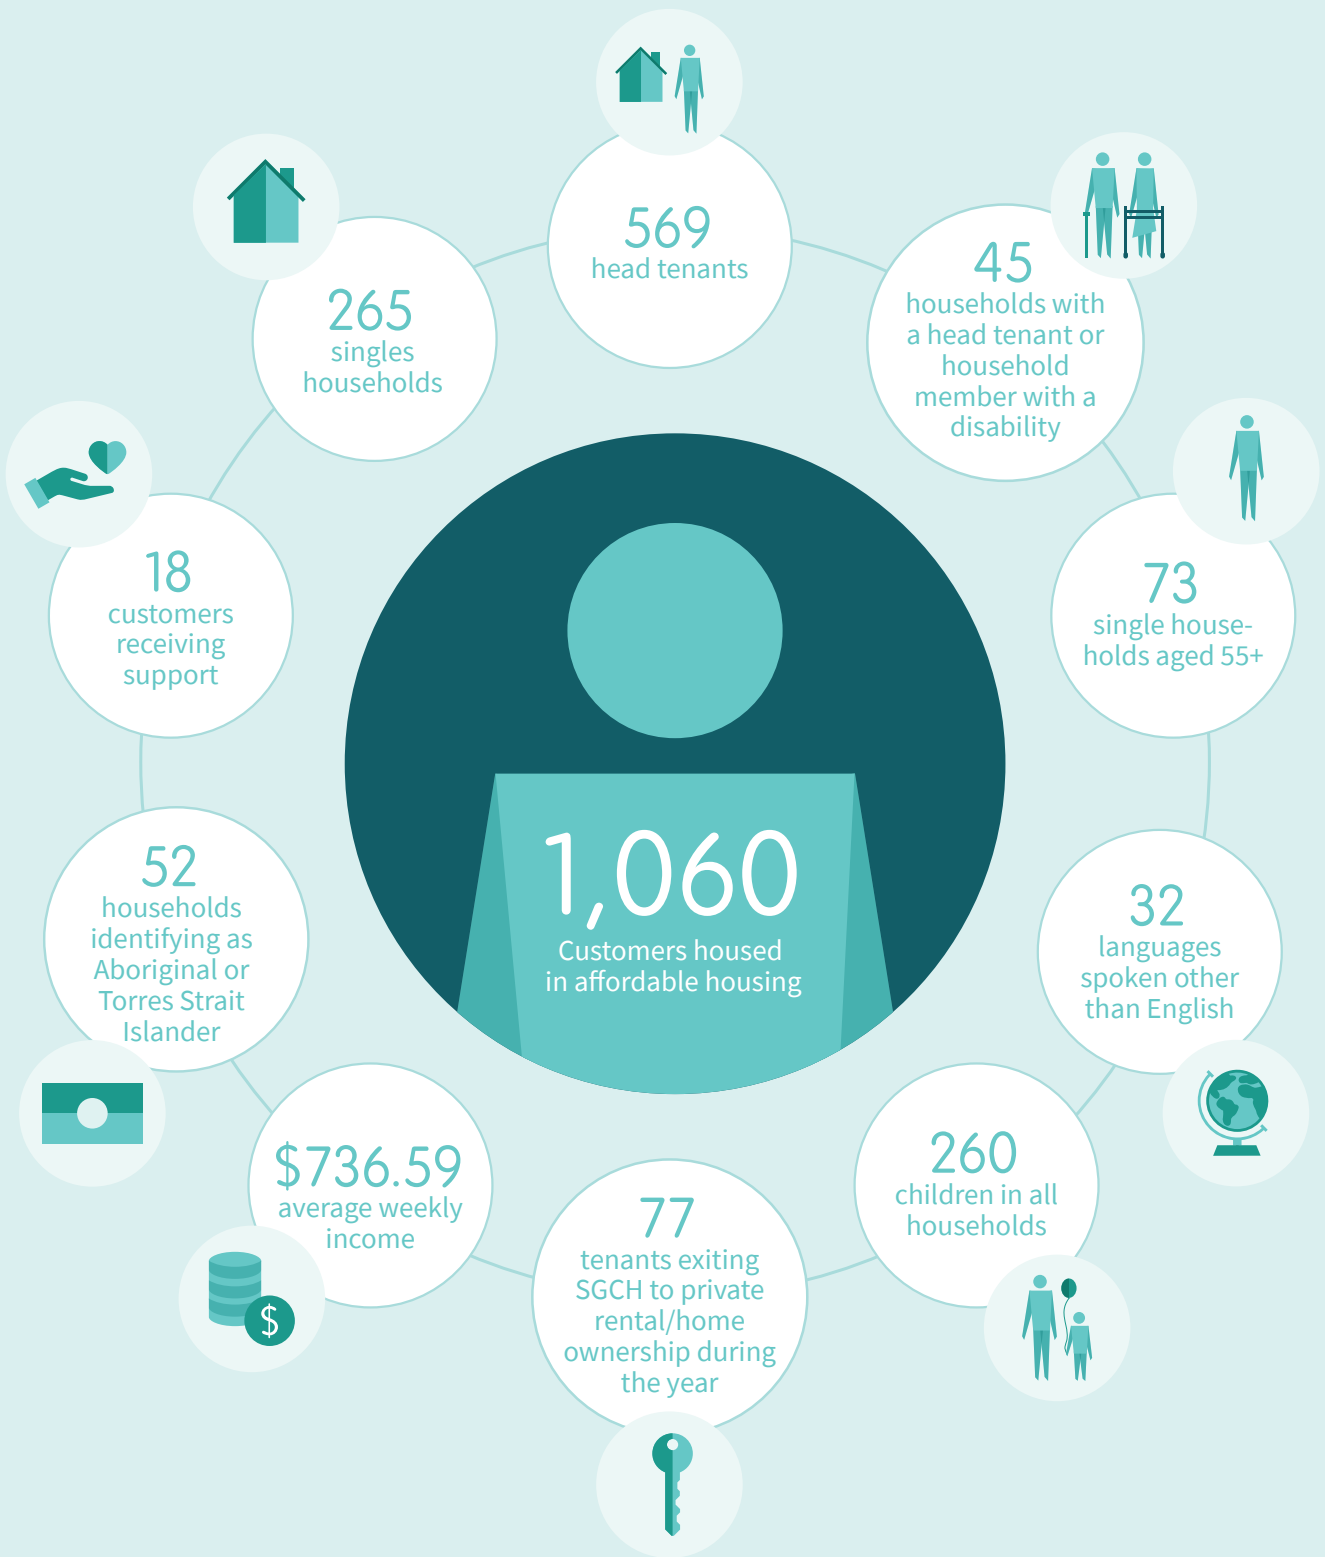 569
head tenants
45
households with
a head tenant or
household
member with a
disability
73
single house-
holds aged 55+
32
languages
spoken other
than English
260
children in all
households
77
tenants exiting
SGCH to private
rental/home
ownership during
the year
$736.59
average weekly
income
$
52
households
identifying as
Aboriginal or
Torres Strait
Islander
18
customers
receiving
support
265
singles
households
1,060
Customers housed
in affordable housing